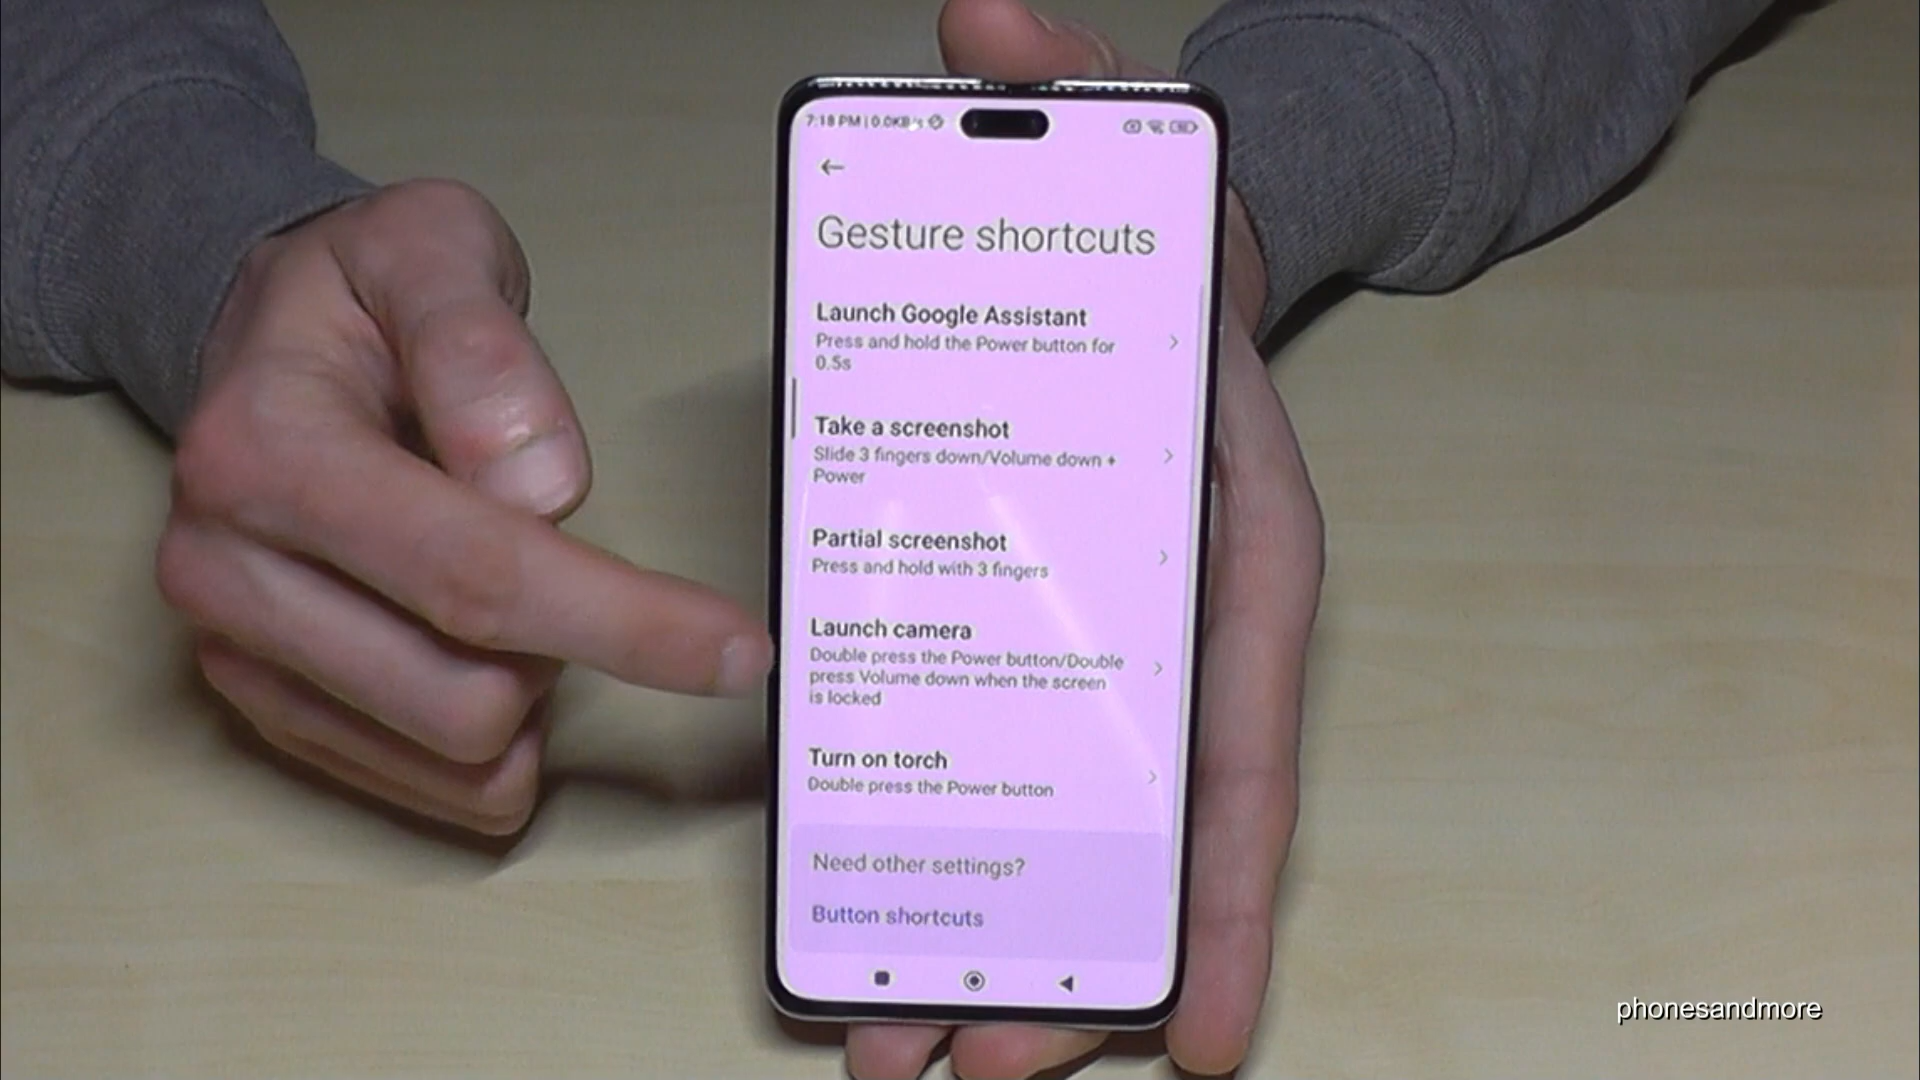 7:18 PM | 0.0KB/s
Gesture shortcuts
Launch Google Assistant
Press and hold the Power button for
0.5s
Take a screenshot
Slide 3 fingers down/Volume down +
Power
Partial screenshot
Press and hold with 3 fingers
Launch camera
Double press the Power button/Double
press Volume down when the screen
is locked
Turn on torch
Double press the Power button
Need other settings?
Button shortcuts
phonesandmore